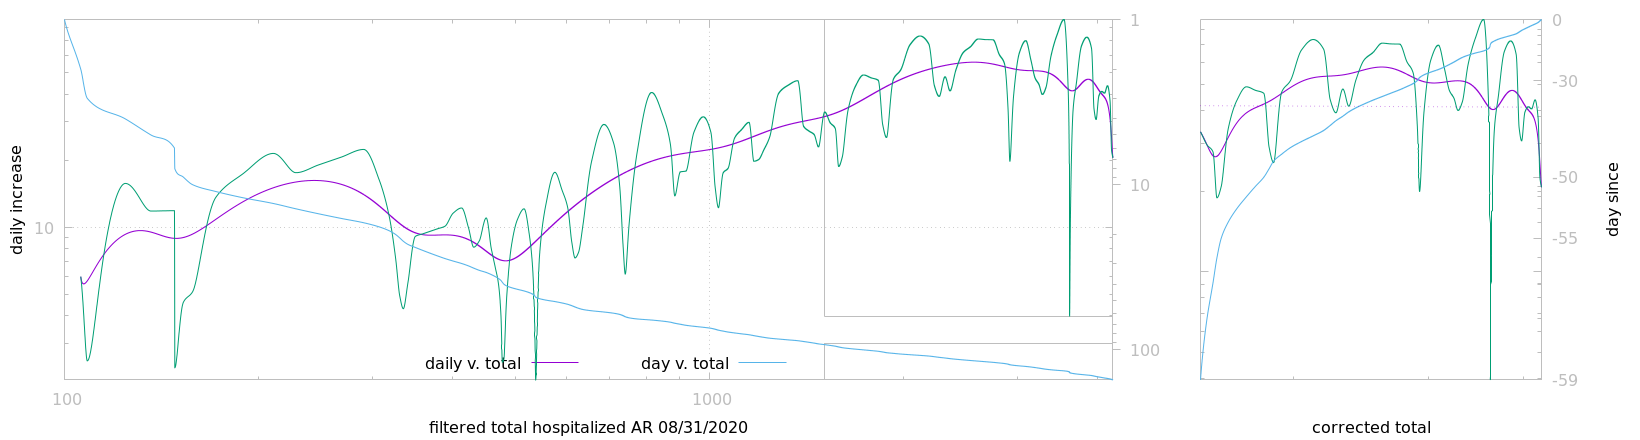 1
0
-30
10
10
-50
-55
100
-59
100
1000
daily increase
day since
daily v. total
day v. total
filtered total hospitalized AR 08/31/2020
corrected total